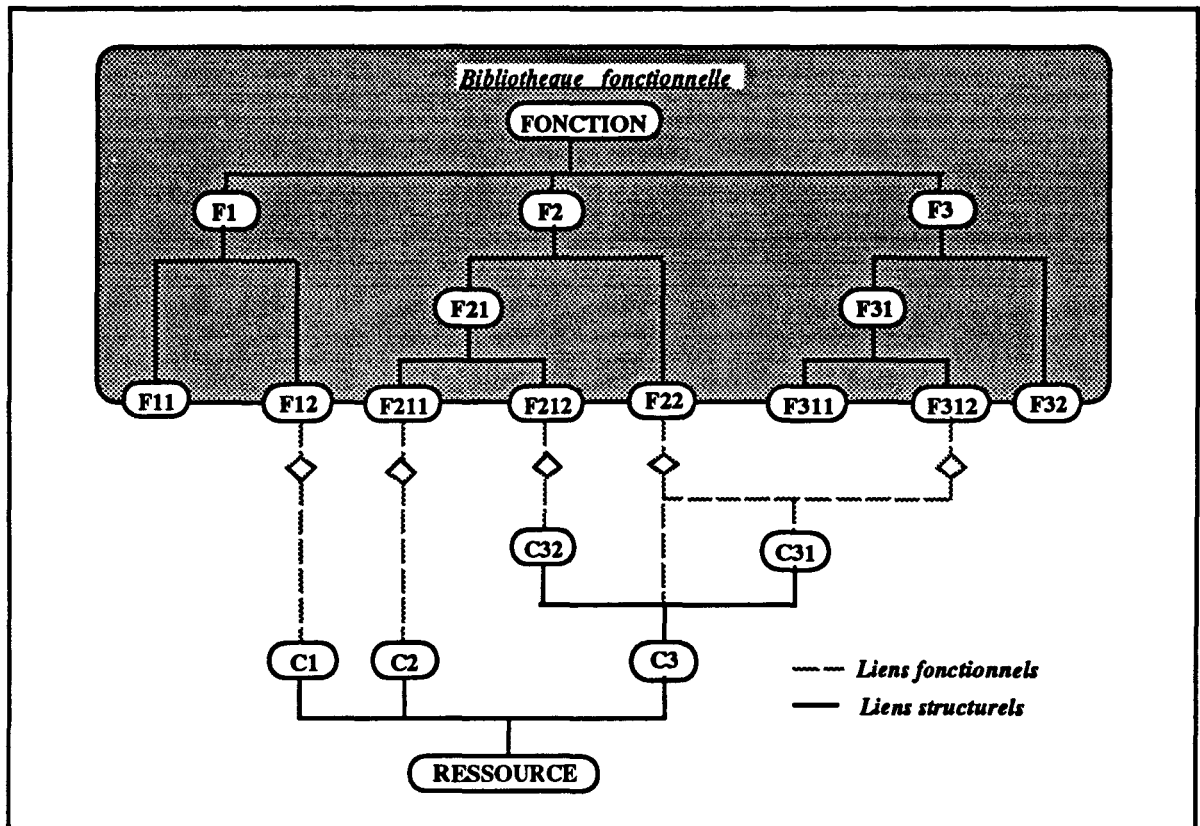 Bibliotheque fonctionnelle
FONCTION
F1 F2 F3
F21 F31
F11 F12 F211 F212 F22 F311 F312 F32
C32 C31
C1 C2 C3
Liens fonctionnels
Liens structurels
RESSOURCE